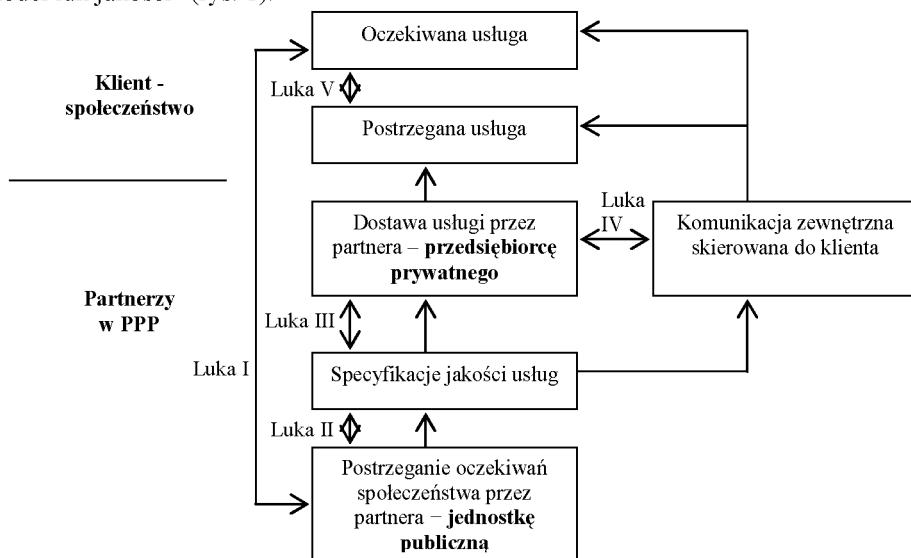 Oczekiwana usługa
Klient -
społeczeństwo
Luka V
Postrzegana usługa
Luka
IV
Dostawa usługi przez
partnera – przedsiębiorcę
prywatnego
Komunikacja zewnętrzna
skierowana do klienta
Partnerzy
w PPP
Luka III
Luka I
Specyfikacje jakości usług
Luka II
Postrzeganie oczekiwań
społeczeństwa przez
partnera − jednostkę
publiczną